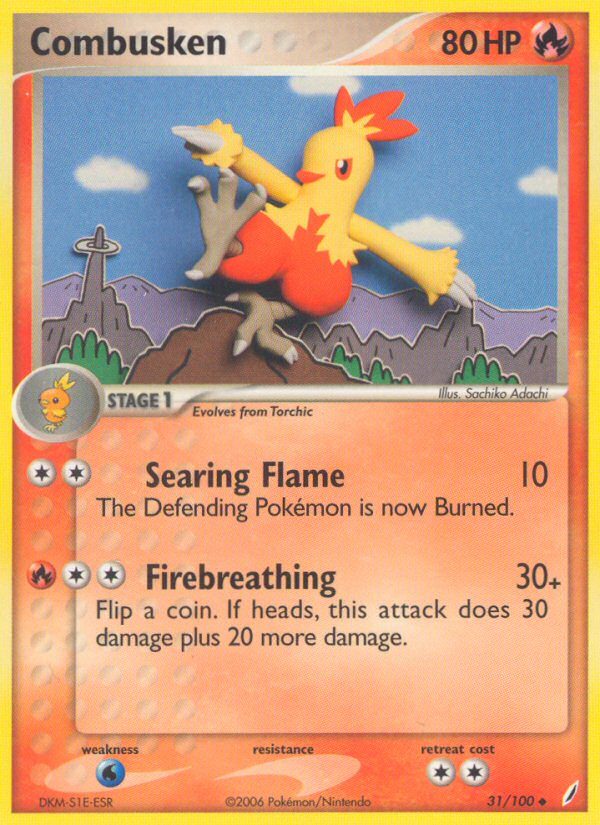 Combusken 80 HP
Illus. Sachiko Adachi
STAGE 1
Evolves from Torchic
Searing Flame 10
The Defending Pokémon is now Burned.
Firebreathing 30+
Flip a coin. If heads, this attack does 30
damage plus 20 more damage.
weakness resistance retreat cost
DKM-S1E-ESR ©2006 Pokémon/Nintendo 31/100